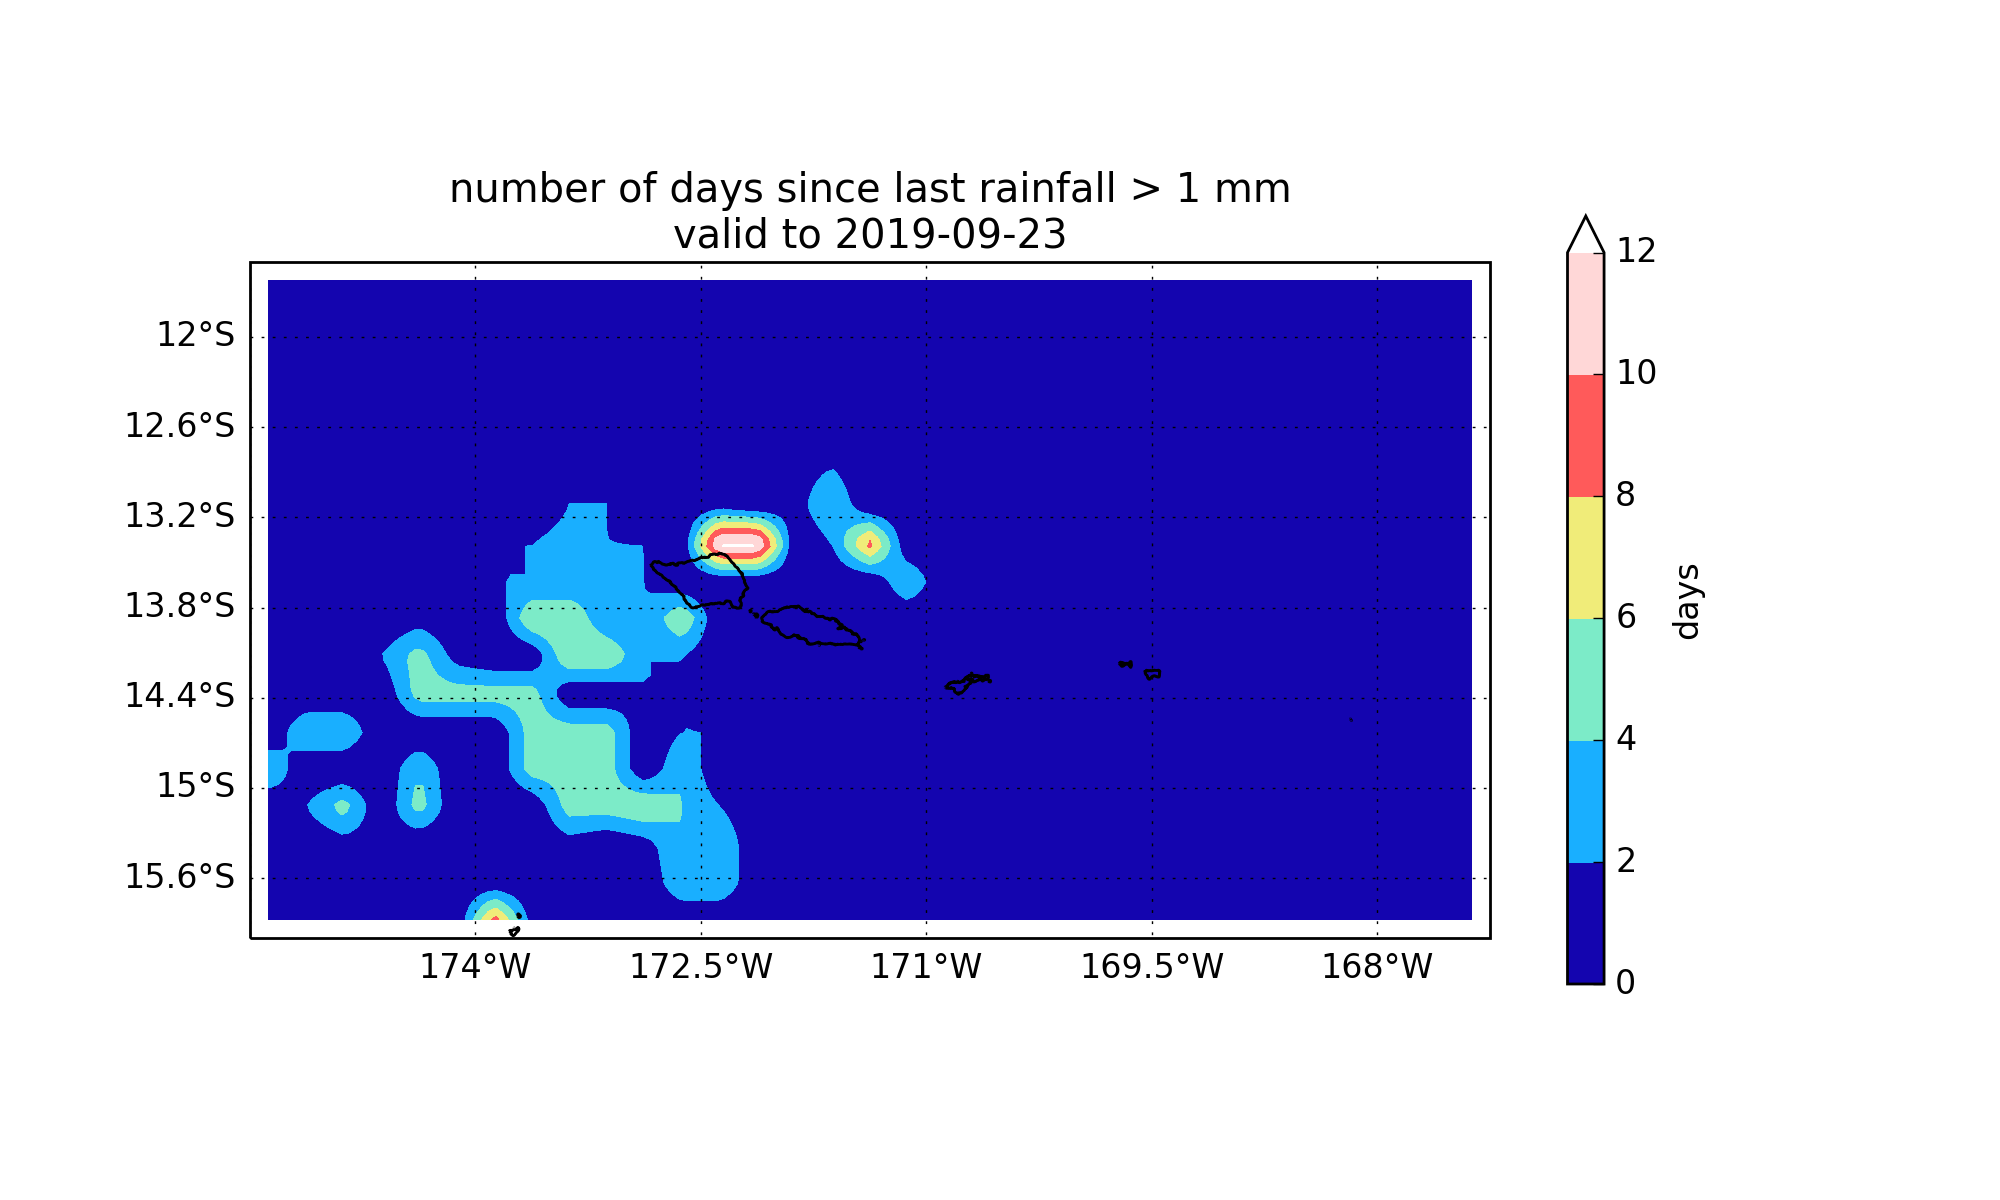 number of days since last rainfall > 1 mm
valid to 2019-09-23
12°S
12.6°S
13.2°S
13.8°S
14.4°S
15°S
15.6°S
174°W
172.5°W
171°W
169.5°W
168°W
12
10
8
6
4
2
0
days